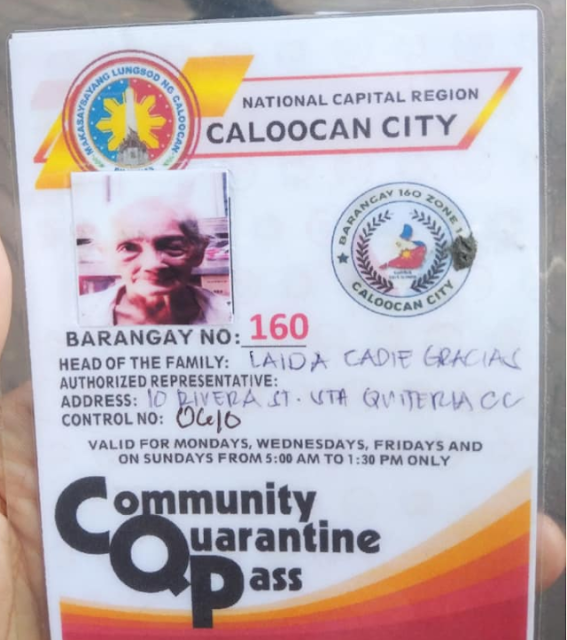 MAKASAYSAYANG LUNGSOD NG CALOOCAN
NATIONAL CAPITAL REGION
CALOOCAN CITY
BARANGAY 160 ZONE 1
CALOOCAN CITY
BARANGAY NO: 160
HEAD OF THE FAMILY: LAIDA CADIE GRACIAS
AUTHORIZED REPRESENTATIVE:
ADDRESS: 10 RIVERA ST. STA QUITERIA CC
CONTROL NO: 0610
VALID FOR MONDAYS, WEDNESDAYS, FRIDAYS AND
ON SUNDAYS FROM 5:00 AM TO 1:30 PM ONLY
Community
Quarantine
Pass